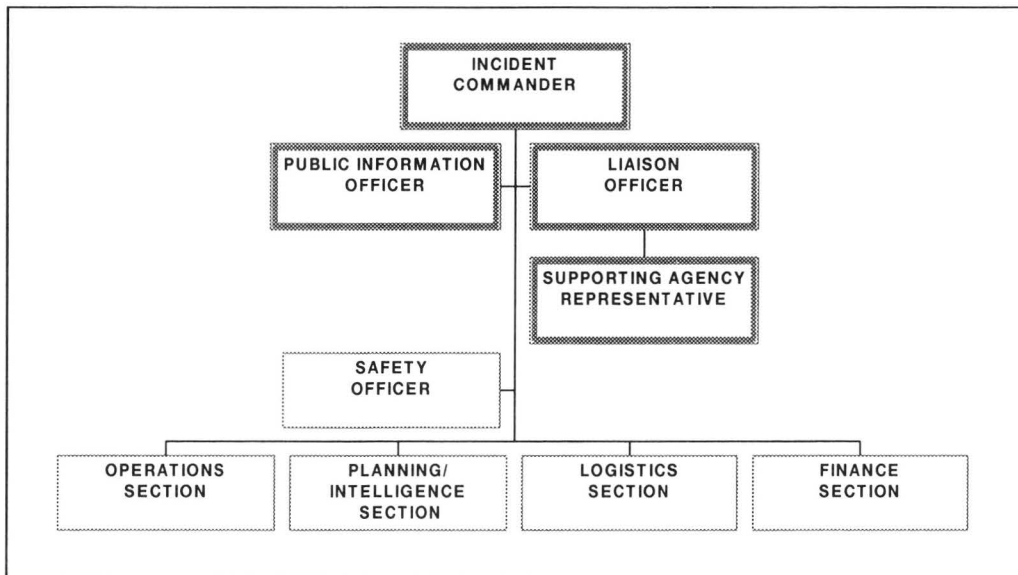 INCIDENT
COMMANDER
PUBLIC INFORMATION
OFFICER
LIAISON
OFFICER
SUPPORTING AGENCY
REPRESENTATIVE
SAFETY
OFFICER
OPERATIONS
SECTION
PLANNING/
INTELLIGENCE
SECTION
LOGISTICS
SECTION
FINANCE
SECTION